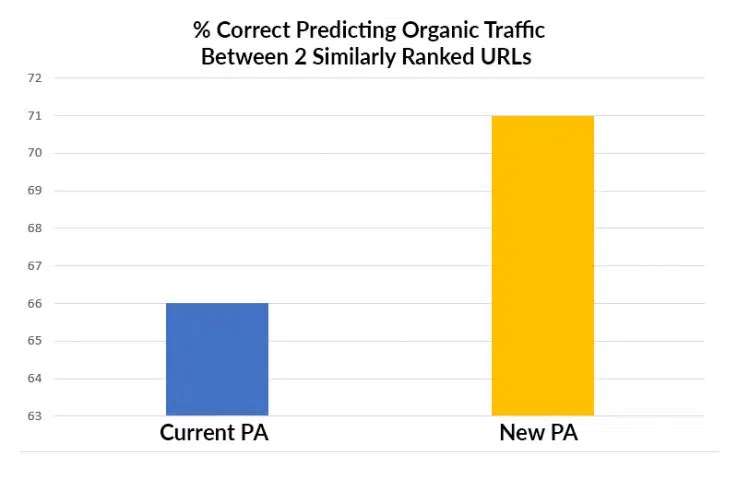 % Correct Predicting Organic Traffic
Between 2 Similarly Ranked URLs
72
71
70
69
68
67
66
65
64
63
Current PA
New PA